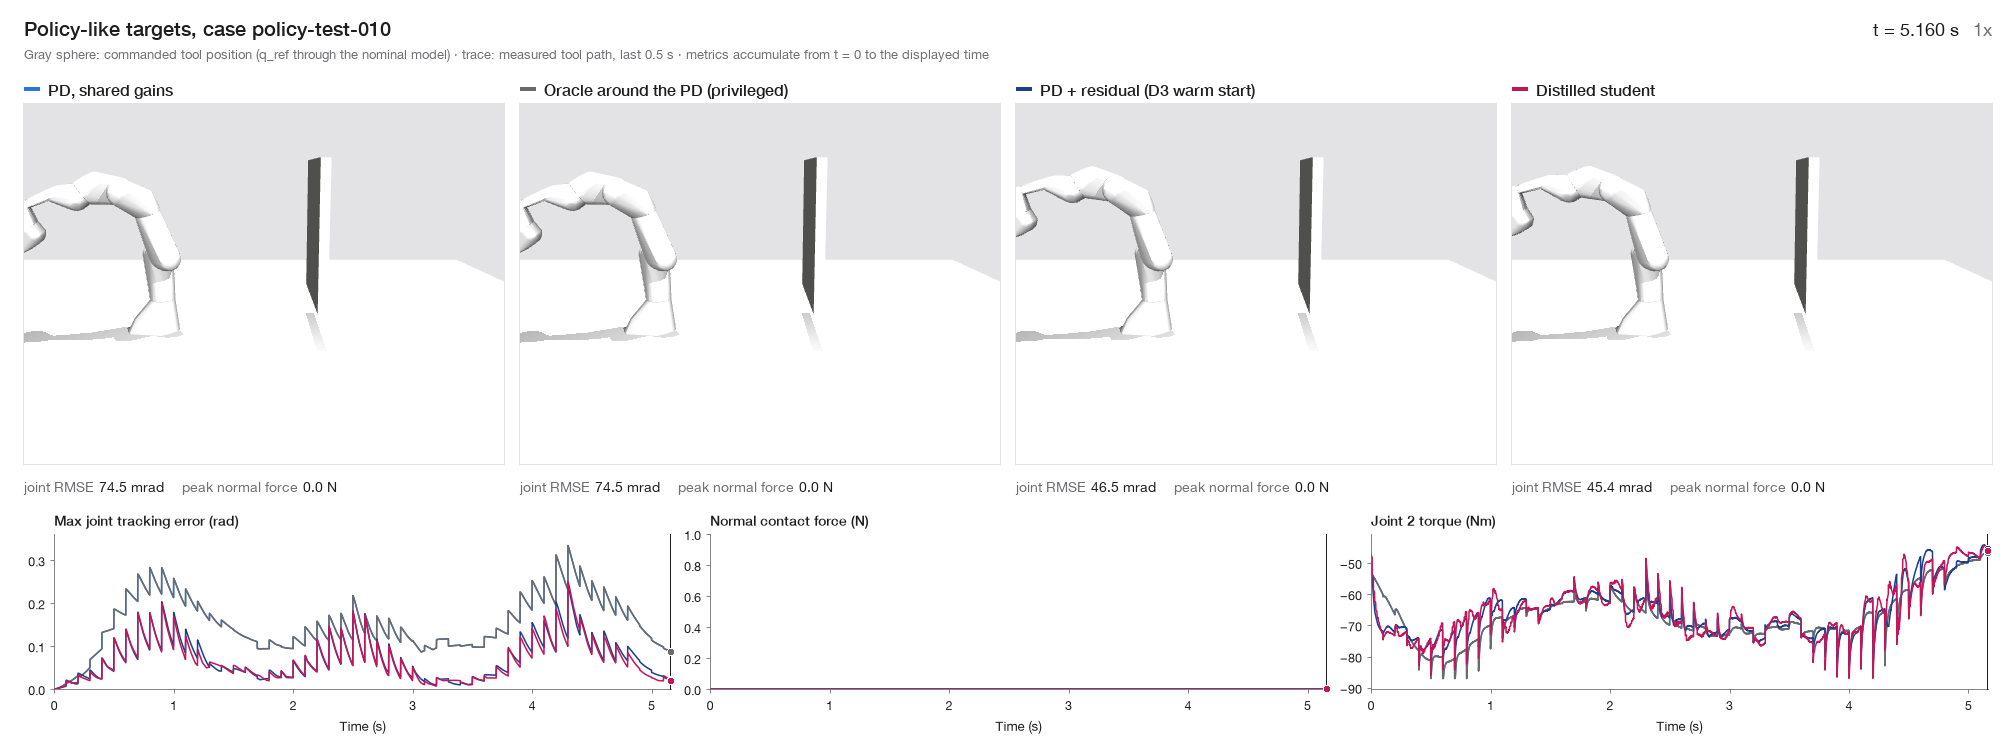 Policy-like targets, case policy-test-010
t = 5.160 s 1x
Gray sphere: commanded tool position (q_ref through the nominal model) · trace: measured tool path, last 0.5 s · metrics accumulate from t = 0 to the displayed time
PD, shared gains
Oracle around the PD (privileged)
PD + residual (D3 warm start)
Distilled student
joint RMSE 74.5 mrad peak normal force 0.0 N
joint RMSE 74.5 mrad peak normal force 0.0 N
joint RMSE 46.5 mrad peak normal force 0.0 N
joint RMSE 45.4 mrad peak normal force 0.0 N
Max joint tracking error (rad)
0.3
0.2
0.1
0.0
0 1 2 3 4 5
Time (s)
Normal contact force (N)
1.0
0.8
0.6
0.4
0.2
0.0
0 1 2 3 4 5
Time (s)
Joint 2 torque (Nm)
−50
−60
−70
−80
−90
0 1 2 3 4 5
Time (s)